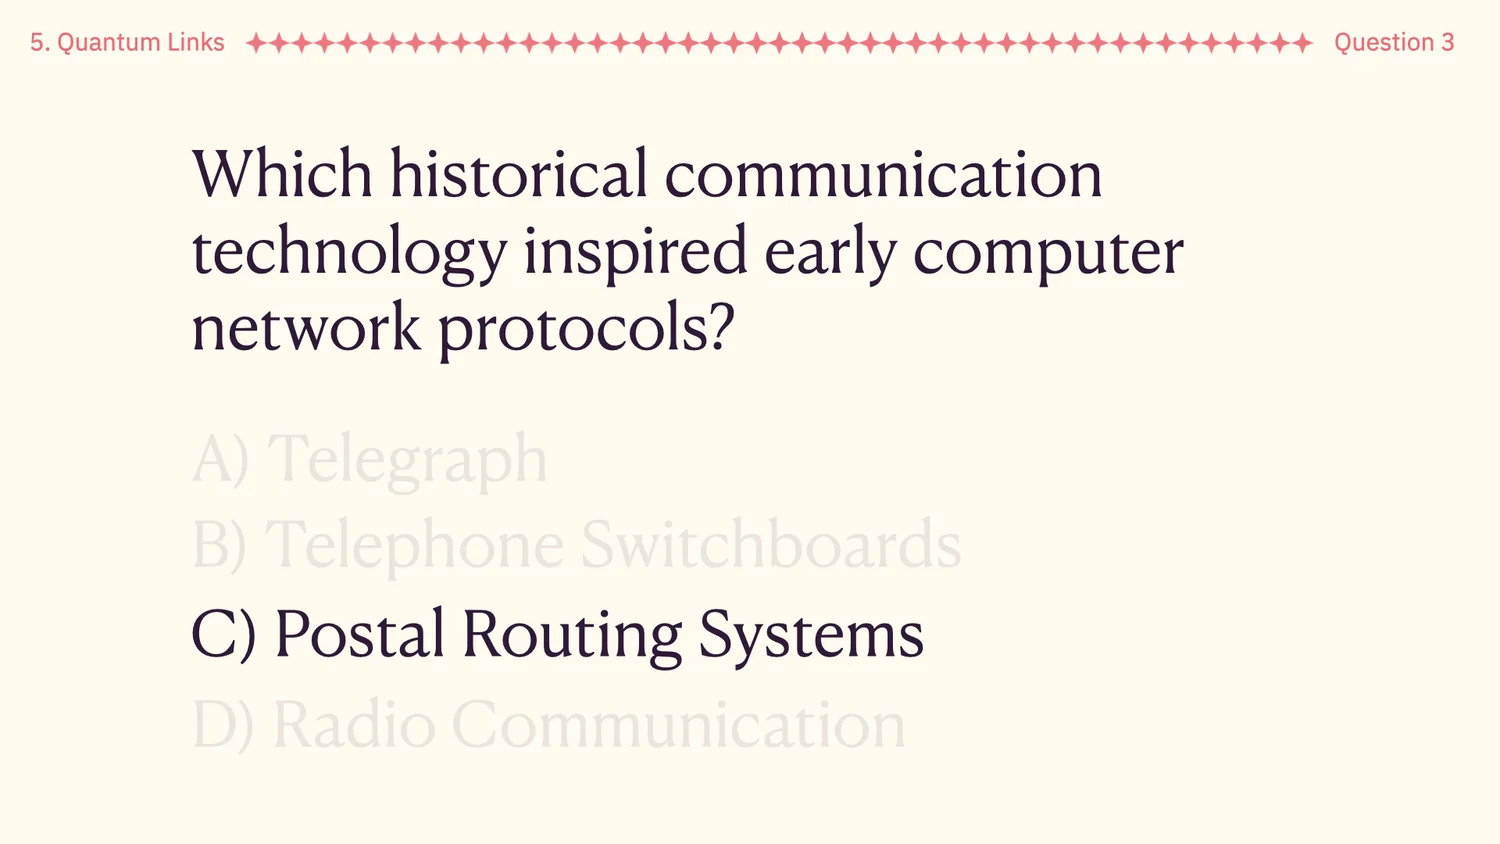 5. Quantum Links
Question 3
Which historical communication
technology inspired early computer
network protocols?
A) Telegraph
B) Telephone Switchboards
C) Postal Routing Systems
D) Radio Communication